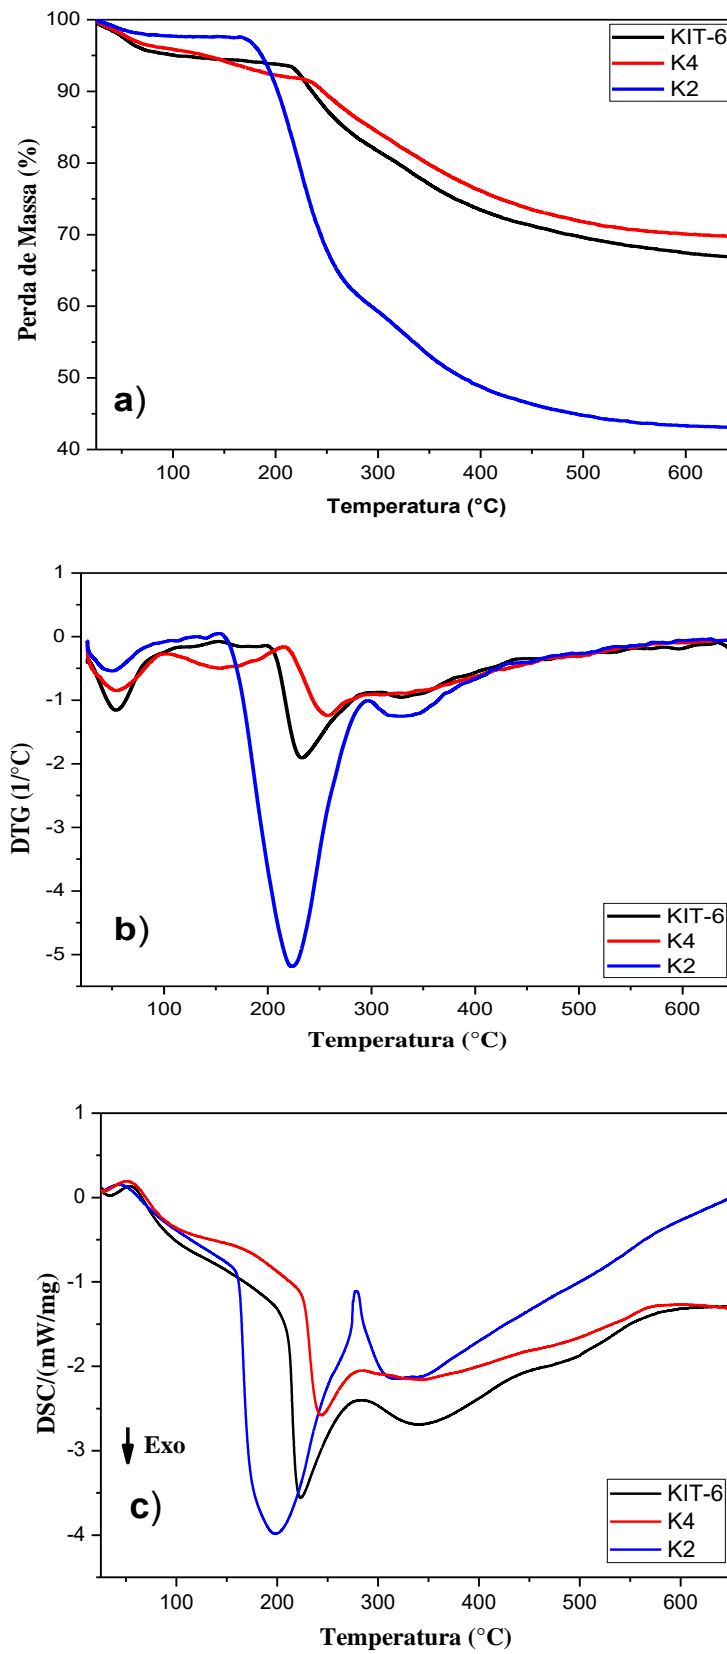 100
90
80
70
60
50
40
Perda de Massa (%)
KIT-6
K4
K2
a)
100 200 300 400 500 600
Temperatura (°C)
1
0
-1
-2
-3
-4
-5
DTG (1/°C)
b)
KIT-6
K4
K2
100 200 300 400 500 600
Temperatura (°C)
1
0
-1
-2
-3
-4
DSC/(mW/mg)
Exo
c)
KIT-6
K4
K2
100 200 300 400 500 600
Temperatura (°C)